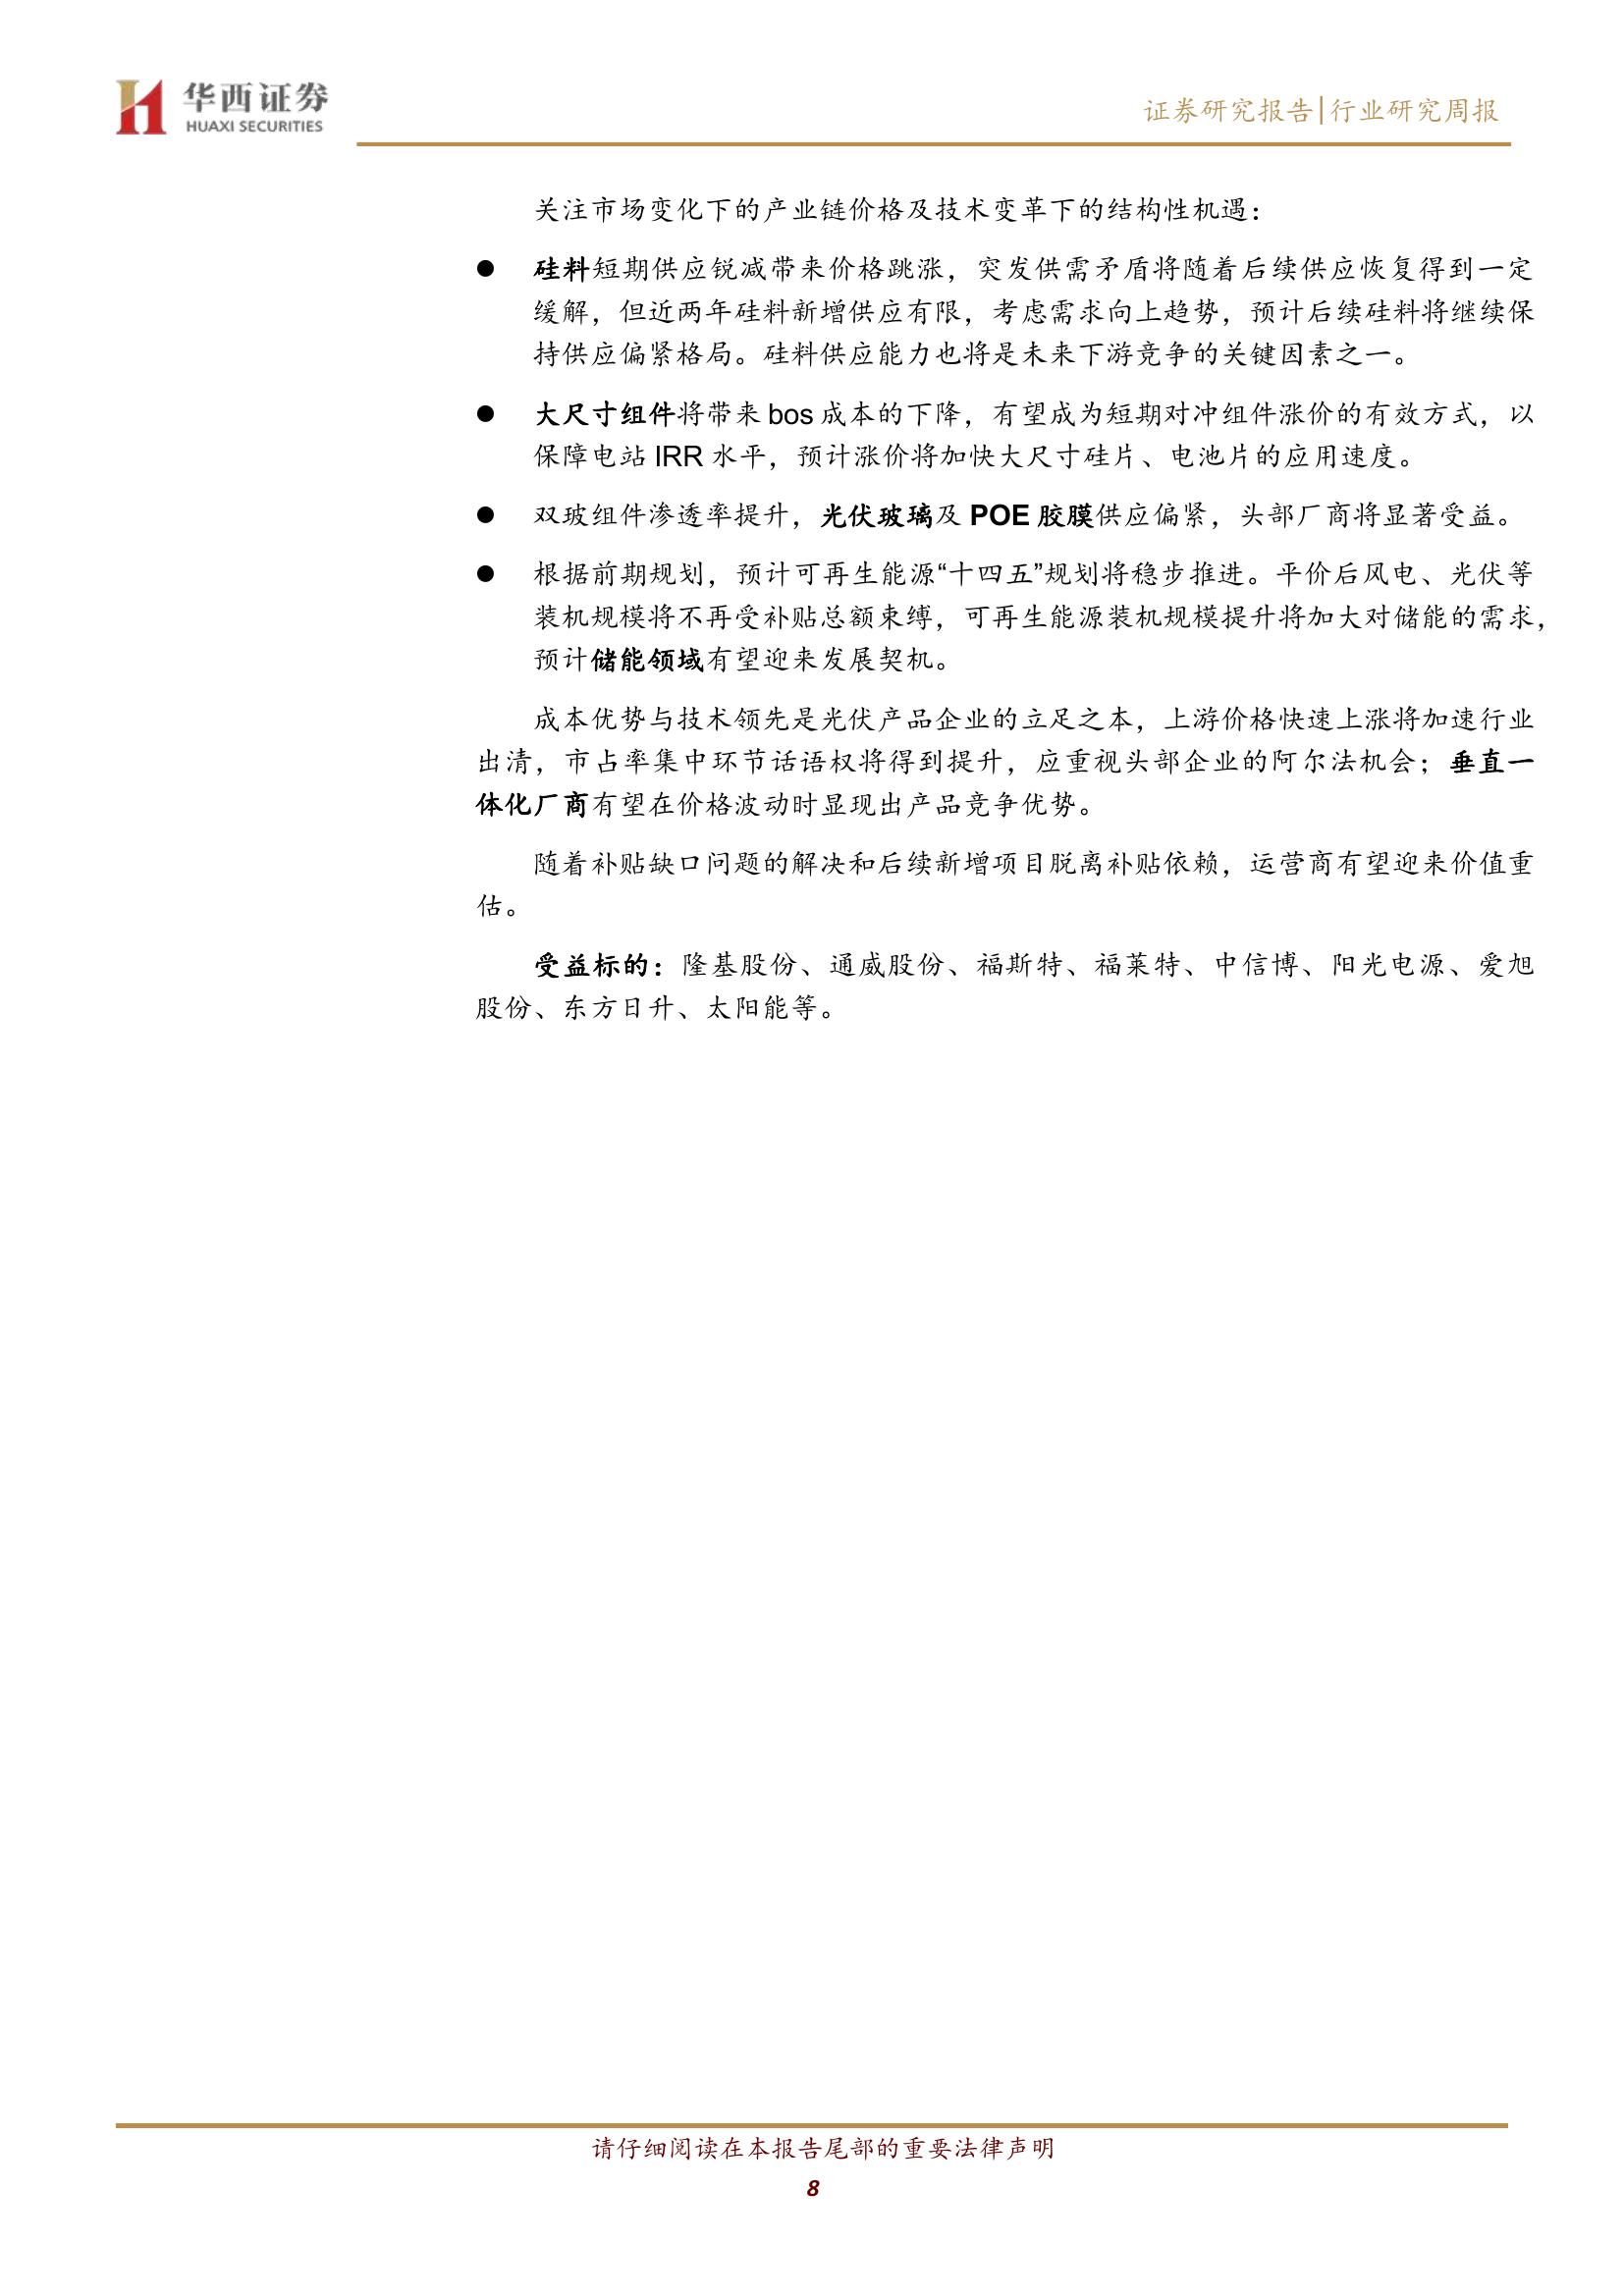 华西证券
HUAXI SECURITIES
证券研究报告|行业研究周报
关注市场变化下的产业链价格及技术变革下的结构性机遇：
● 硅料短期供应锐减带来价格跳涨，突发供需矛盾将随着后续供应恢复得到一定
缓解，但近两年硅料新增供应有限，考虑需求向上趋势，预计后续硅料将继续保
持供应偏紧格局。硅料供应能力也将是未来下游竞争的关键因素之一。
● 大尺寸组件将带来 bos 成本的下降，有望成为短期对冲组件涨价的有效方式，以
保障电站 IRR 水平，预计涨价将加快大尺寸硅片、电池片的应用速度。
● 双玻组件渗透率提升，光伏玻璃及 POE 胶膜供应偏紧，头部厂商将显著受益。
● 根据前期规划，预计可再生能源“十四五”规划将稳步推进。平价后风电、光伏等
装机规模将不再受补贴总额束缚，可再生能源装机规模提升将加大对储能的需求，
预计储能领域有望迎来发展契机。
成本优势与技术领先是光伏产品企业的立足之本，上游价格快速上涨将加速行业
出清，市占率集中环节话语权将得到提升，应重视头部企业的阿尔法机会；垂直一
体化厂商有望在价格波动时显现出产品竞争优势。
随着补贴缺口问题的解决和后续新增项目脱离补贴依赖，运营商有望迎来价值重
估。
受益标的：隆基股份、通威股份、福斯特、福莱特、中信博、阳光电源、爱旭
股份、东方日升、太阳能等。
请仔细阅读在本报告尾部的重要法律声明
8